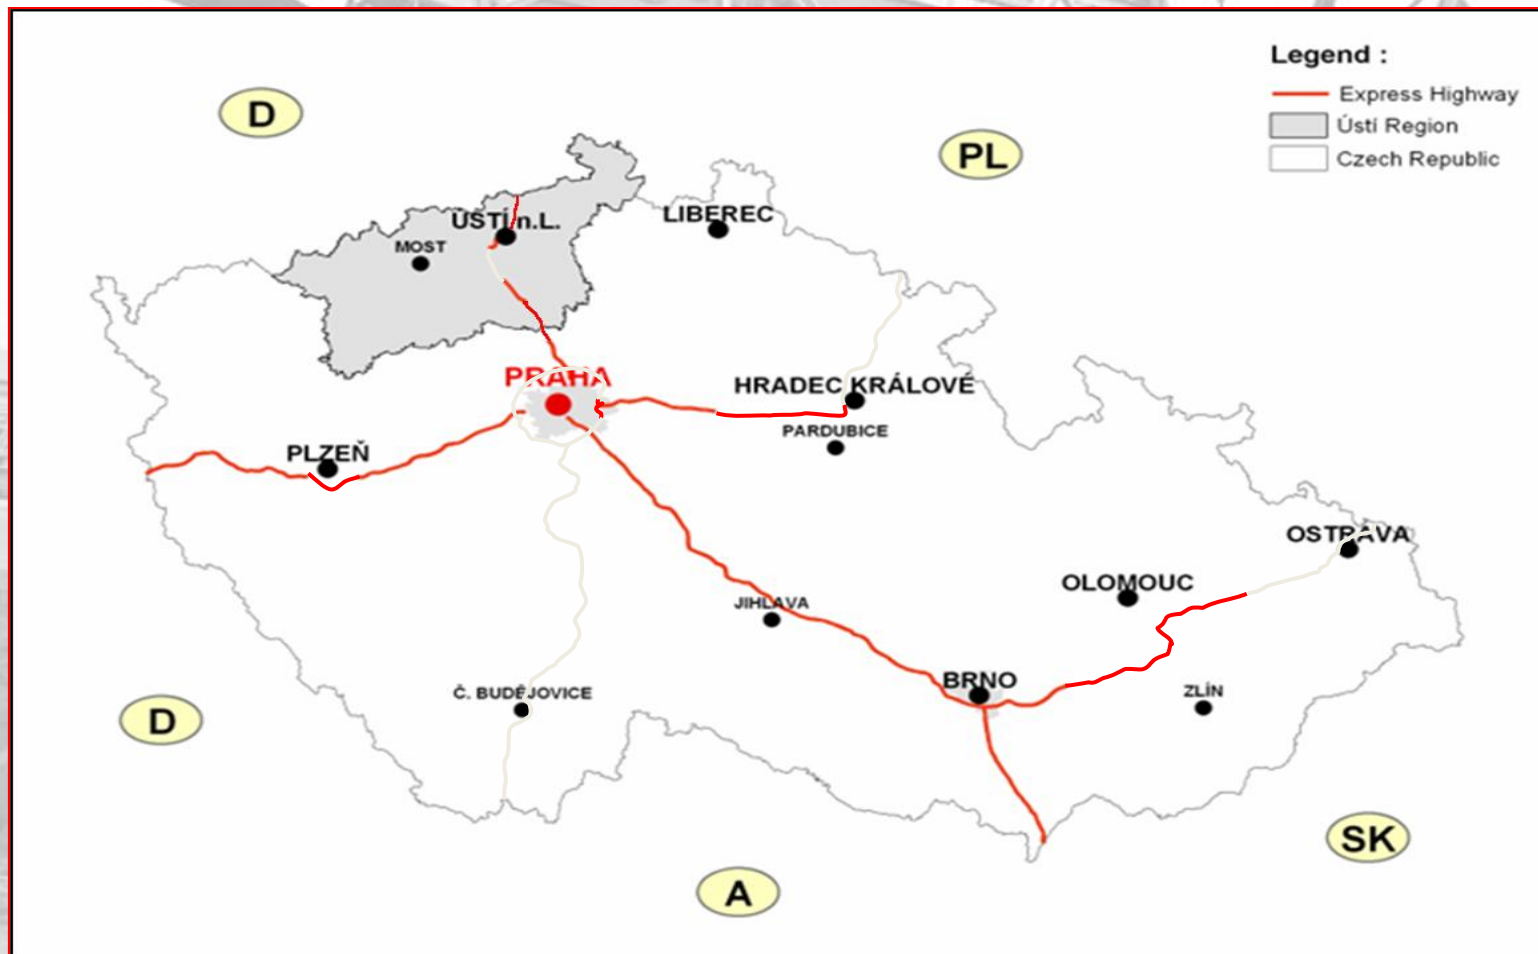 Legend :
Express Highway
Ústí Region
Czech Republic
D
PL
ÚSTÍ n.L.
LIBEREC
MOST
PRAHA
HRADEC KRÁLOVÉ
PARDUBICE
PLZEŇ
OSTRAVA
OLOMOUC
JIHLAVA
BRNO
ZLÍN
Č. BUDĚJOVICE
D
SK
A